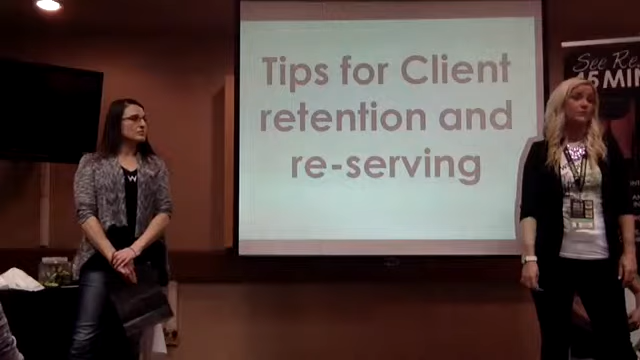 Tips for Client
retention and
re-serving
See Re
45 MIN
W